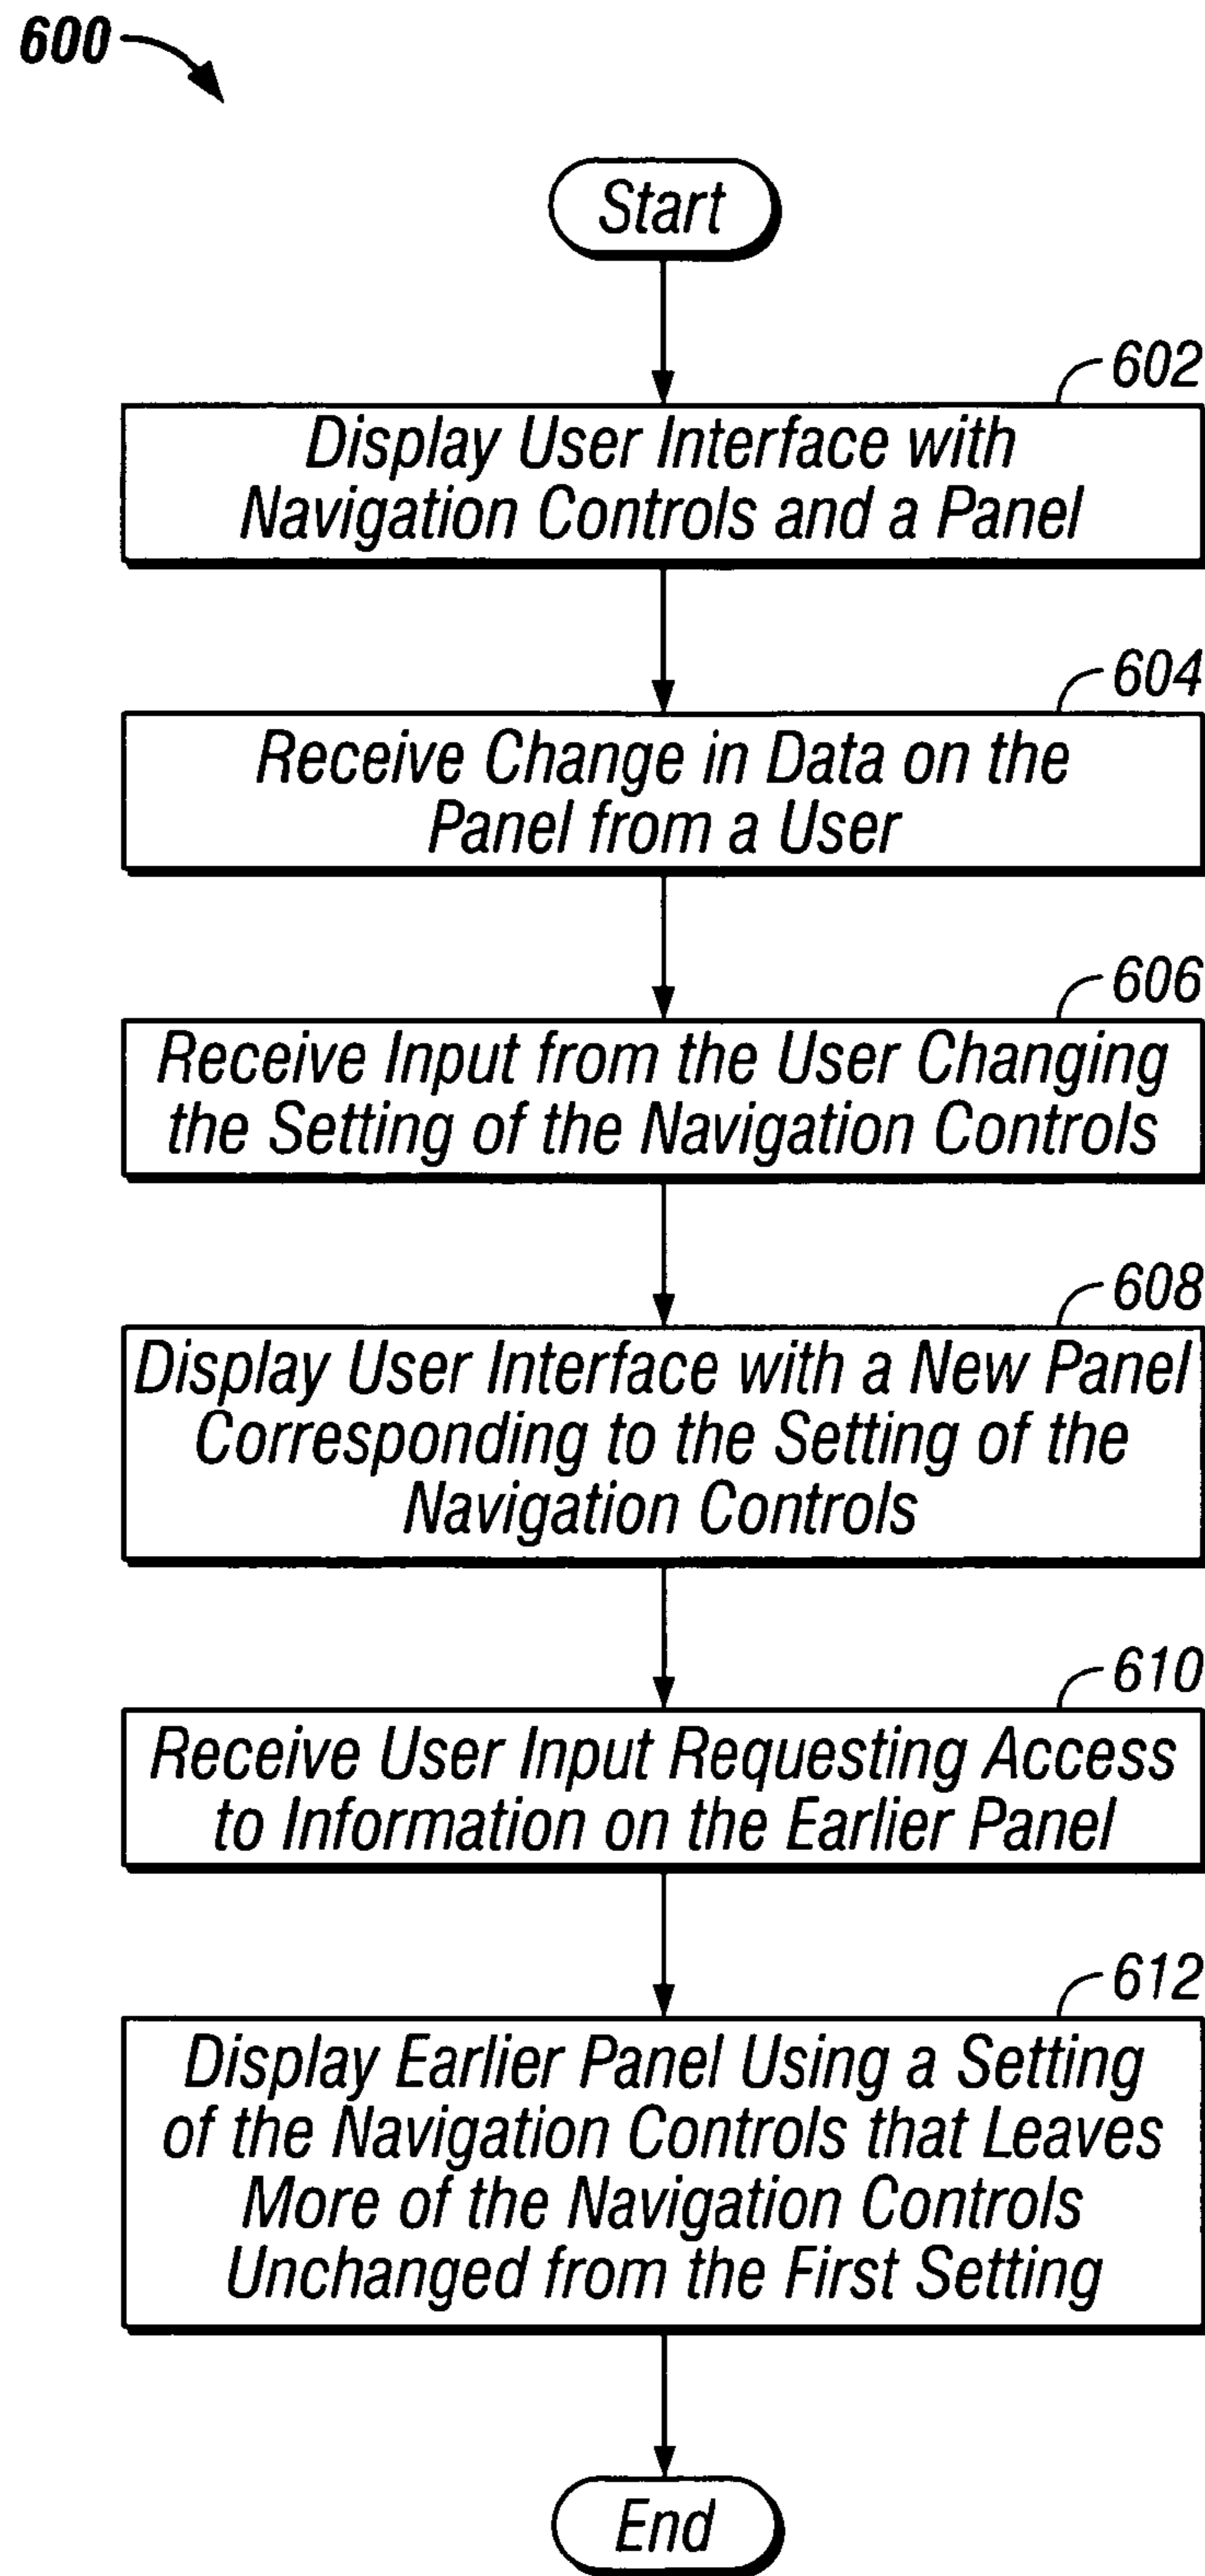 600
Start
602
Display User Interface with
Navigation Controls and a Panel
604
Receive Change in Data on the
Panel from a User
606
Receive Input from the User Changing
the Setting of the Navigation Controls
608
Display User Interface with a New Panel
Corresponding to the Setting of the
Navigation Controls
610
Receive User Input Requesting Access
to Information on the Earlier Panel
612
Display Earlier Panel Using a Setting
of the Navigation Controls that Leaves
More of the Navigation Controls
Unchanged from the First Setting
End